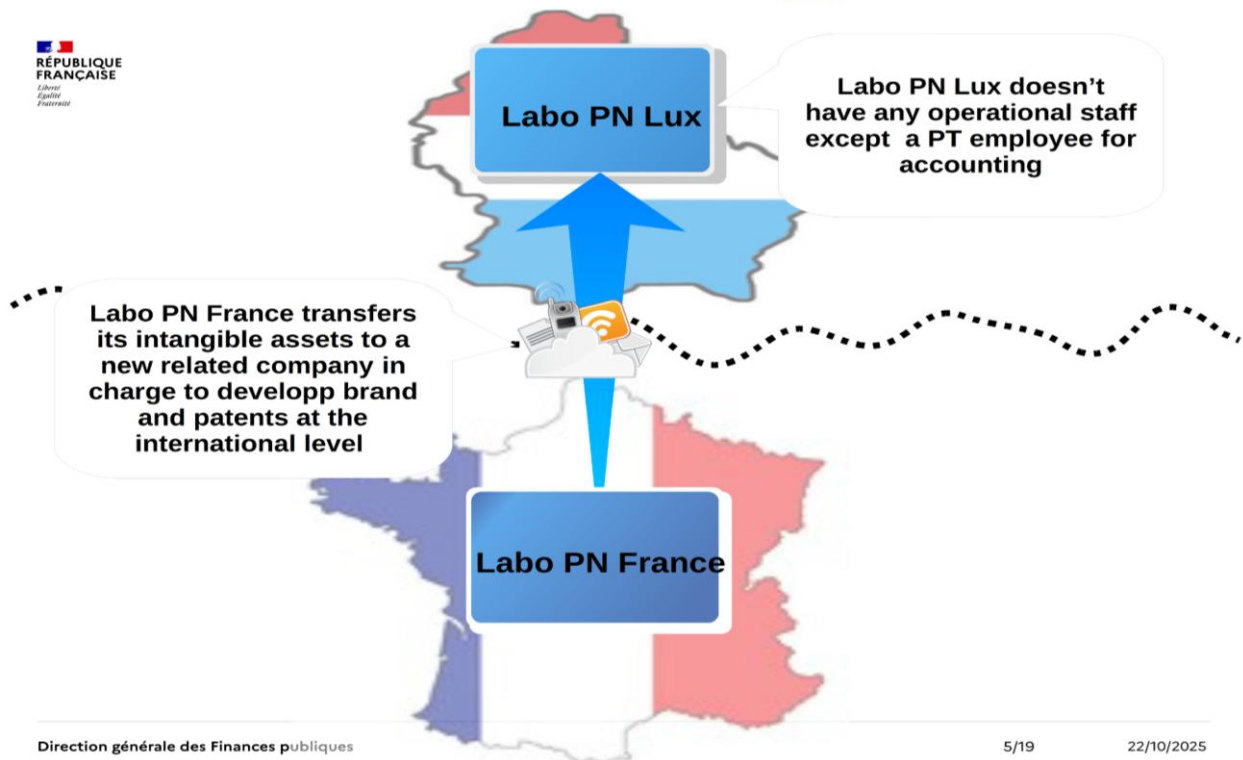 RÉPUBLIQUE
FRANÇAISE
Liberté
Égalité
Fraternité
Labo PN Lux
Labo PN Lux doesn't
have any operational staff
except a PT employee for
accounting
Labo PN France transfers
its intangible assets to a
new related company in
charge to developp brand
and patents at the
international level
Labo PN France
Direction générale des Finances publiques
5/19
22/10/2025